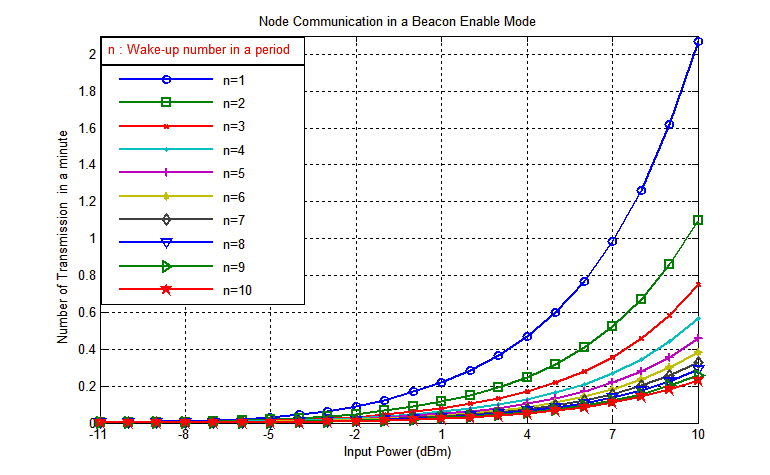 Node Communication in a Beacon Enable Mode
n : Wake-up number in a period
n=1
n=2
n=3
n=4
n=5
n=6
n=7
n=8
n=9
n=10
Number of Transmission in a minute
2
1.8
1.6
1.4
1.2
1
0.8
0.6
0.4
0.2
0
-11
-8
-5
-2
1
4
7
10
Input Power (dBm)